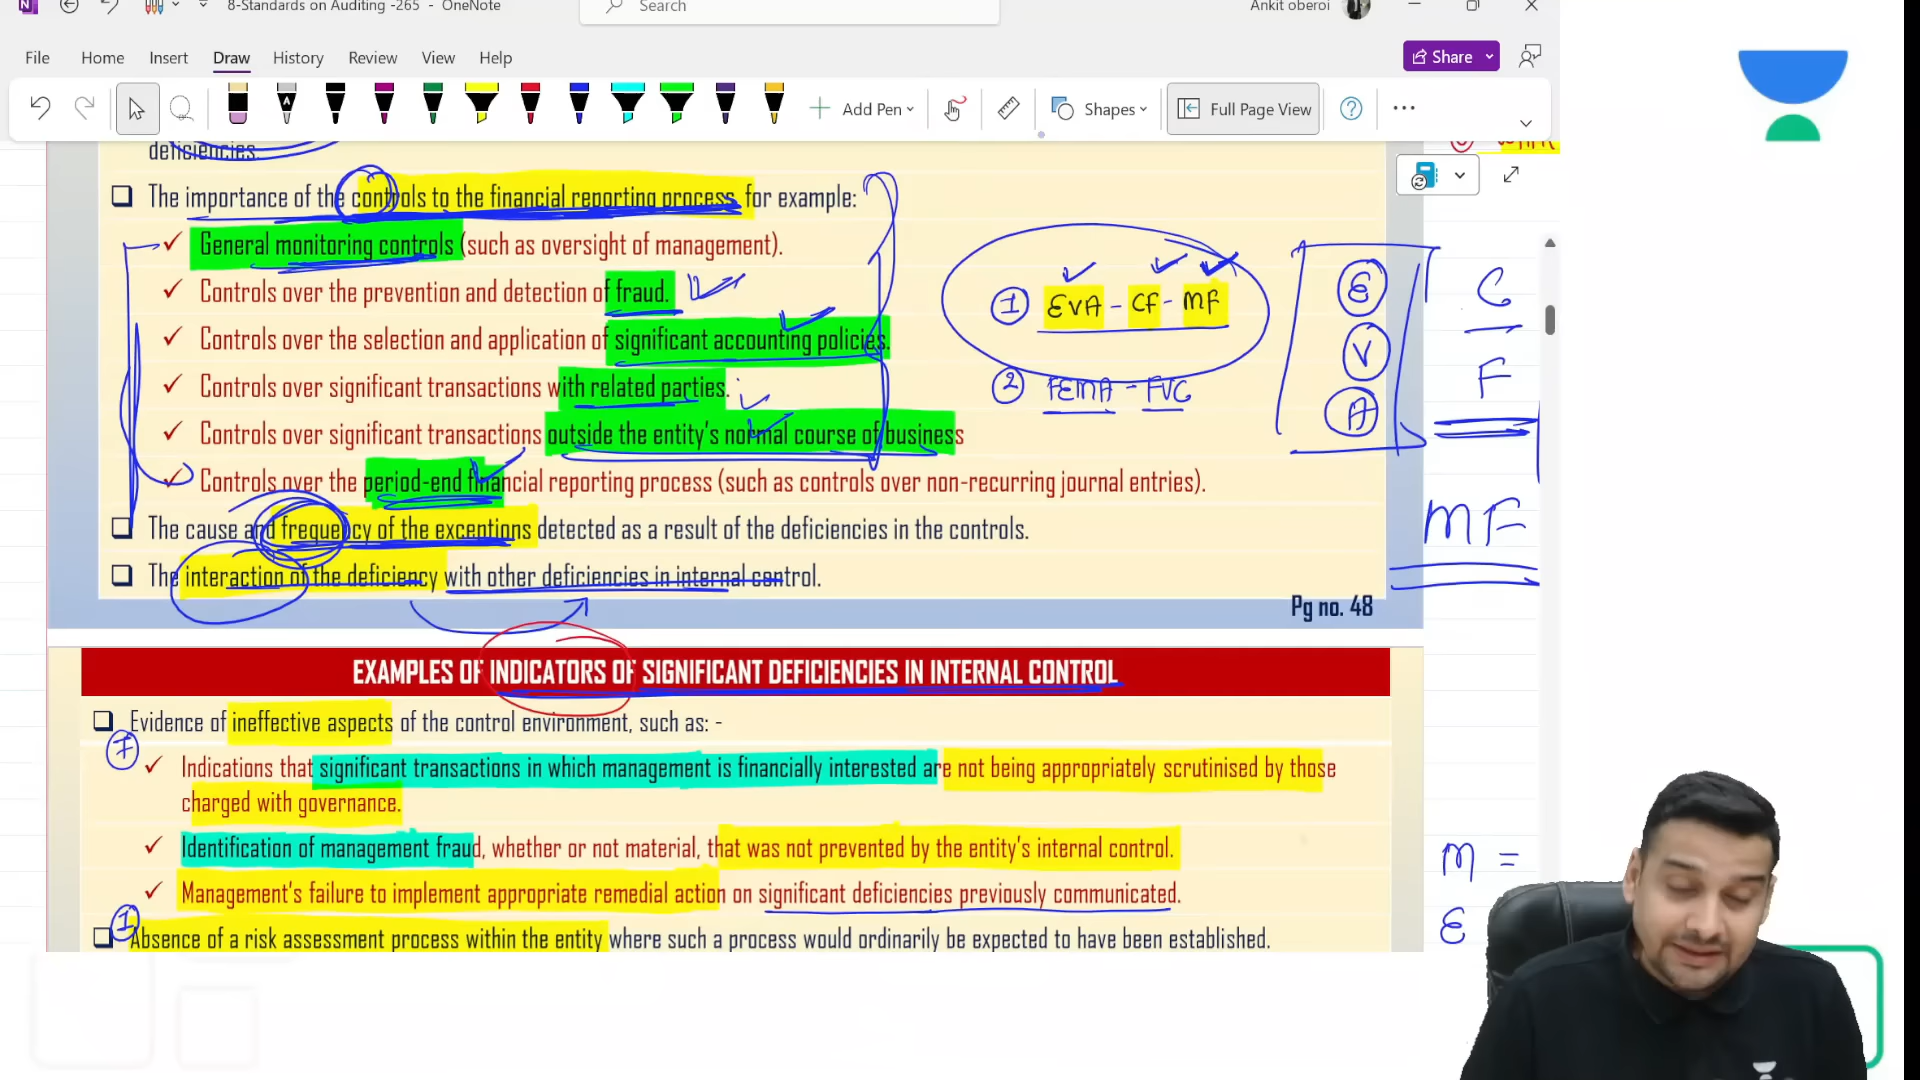 8-Standards on Auditing -265 - OneNote
Search
Ankit oberoi
File Home Insert Draw History Review View Help
Share
Add Pen
Shapes
Full Page View
deficiencies.
The importance of the controls to the financial reporting process for example:
General monitoring controls (such as oversight of management).
Controls over the prevention and detection of fraud.
Controls over the selection and application of significant accounting policies.
Controls over significant transactions with related parties.
Controls over significant transactions outside the entity's normal course of business
Controls over the period-end financial reporting process (such as controls over non-recurring journal entries).
The cause and frequency of the exceptions detected as a result of the deficiencies in the controls.
The interaction of the deficiency with other deficiencies in internal control.
1 EVA - CF - MF
2 FEMA - FVC
E
V
A
C
F
MF
Pg no. 48
EXAMPLES OF INDICATORS OF SIGNIFICANT DEFICIENCIES IN INTERNAL CONTROL
Evidence of ineffective aspects of the control environment, such as: -
Indications that significant transactions in which management is financially interested are not being appropriately scrutinised by those
charged with governance.
Identification of management fraud, whether or not material, that was not prevented by the entity's internal control.
Management's failure to implement appropriate remedial action on significant deficiencies previously communicated.
Absence of a risk assessment process within the entity where such a process would ordinarily be expected to have been established.
M =
E